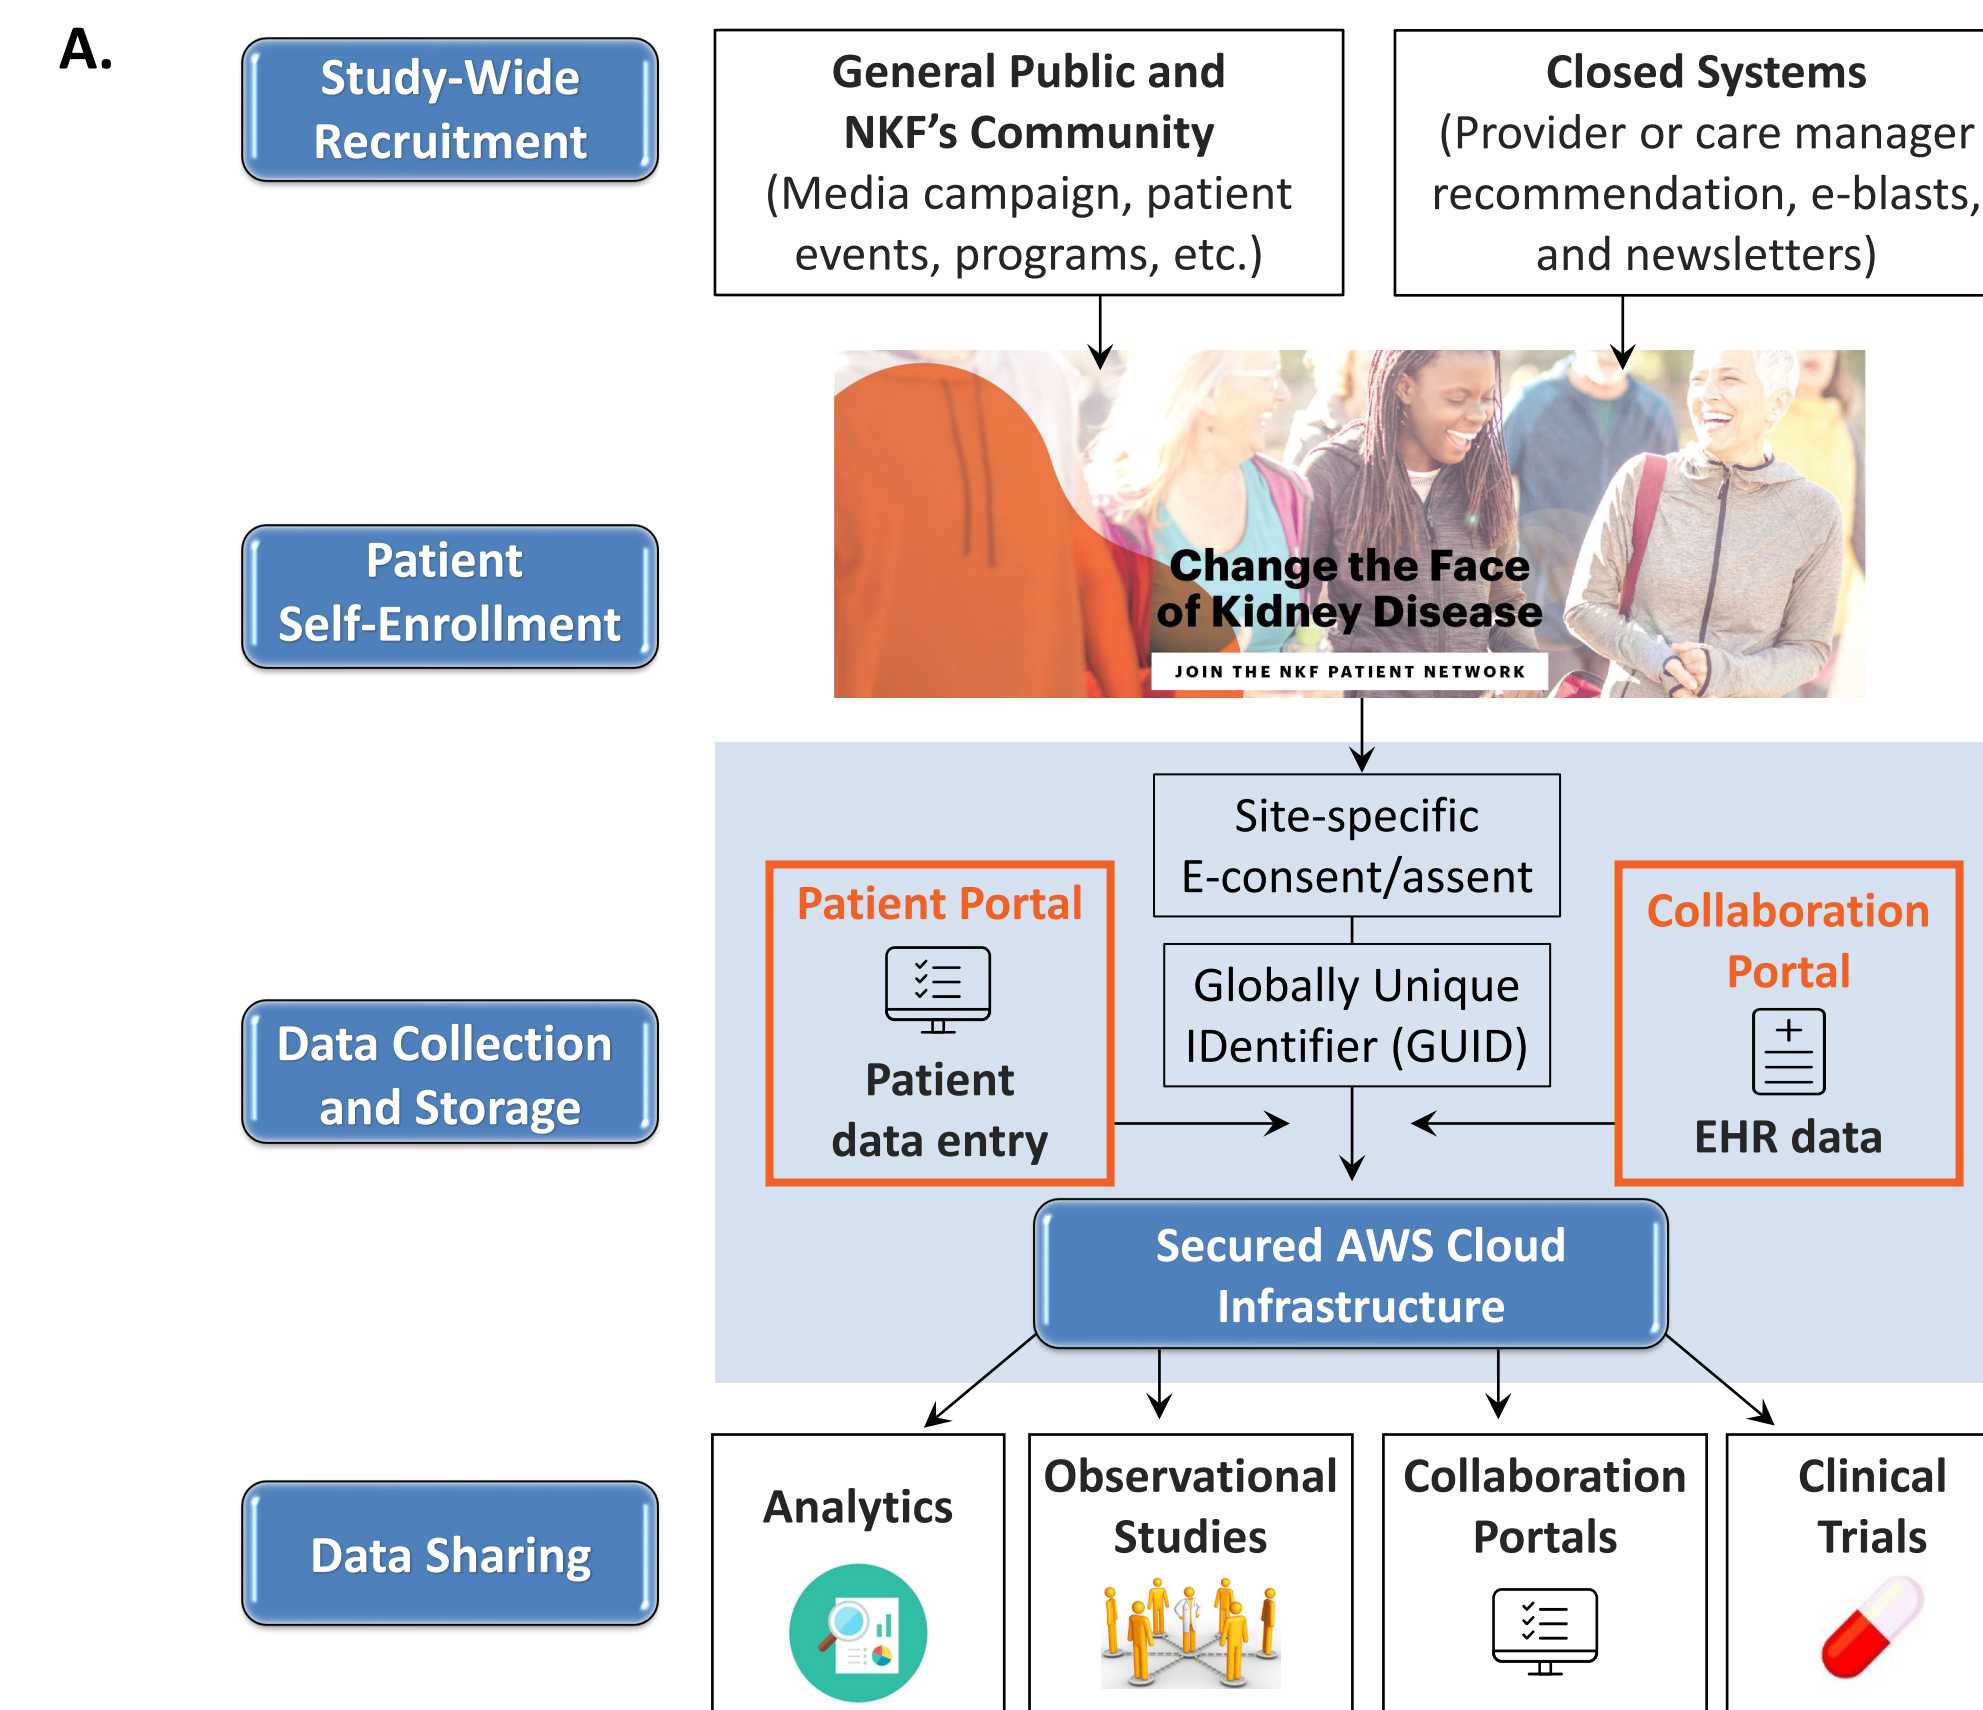 A.
Study-Wide
Recruitment
General Public and
NKF’s Community
(Media campaign, patient
events, programs, etc.)
Closed Systems
(Provider or care manager
recommendation, e-blasts,
and newsletters)
Patient
Self-Enrollment
Change the Face
of Kidney Disease
JOIN THE NKF PATIENT NETWORK
Data Collection
and Storage
Site-specific
E-consent/assent
Patient Portal
Patient
data entry
Globally Unique
IDentifier (GUID)
Collaboration
Portal
EHR data
Secured AWS Cloud
Infrastructure
Data Sharing
Analytics
Observational
Studies
Collaboration
Portals
Clinical
Trials